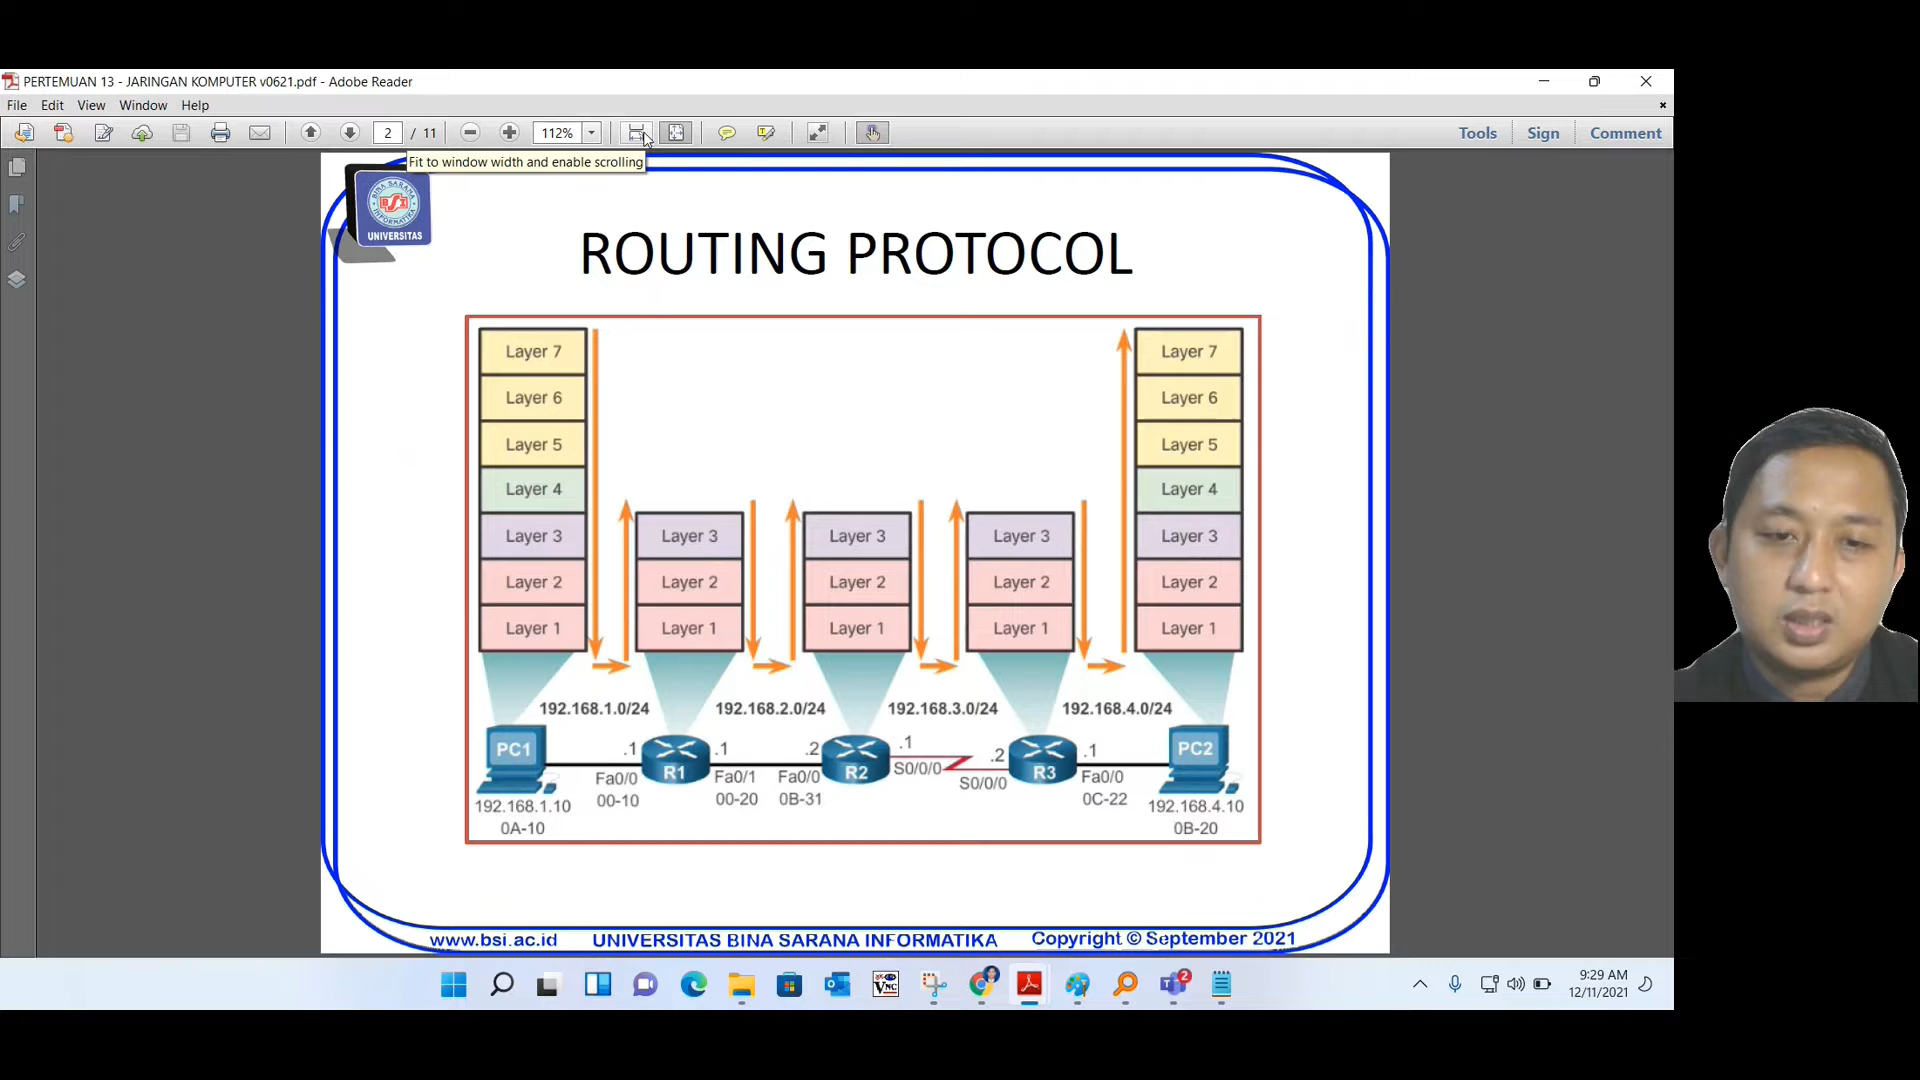 PERTEMUAN 13 - JARINGAN KOMPUTER v0621.pdf - Adobe Reader
File Edit View Window Help
2 / 11 112% Tools Sign Comment
Fit to window width and enable scrolling
BINA SARANA INFORMATIKA
BSI
UNIVERSITAS
ROUTING PROTOCOL
Layer 7 Layer 7
Layer 6 Layer 6
Layer 5 Layer 5
Layer 4 Layer 4
Layer 3 Layer 3 Layer 3 Layer 3 Layer 3
Layer 2 Layer 2 Layer 2 Layer 2 Layer 2
Layer 1 Layer 1 Layer 1 Layer 1 Layer 1
192.168.1.0/24 192.168.2.0/24 192.168.3.0/24 192.168.4.0/24
PC1 .1 .1 .2 .1 .2 .1 PC2
R1 R2 S0/0/0 R3
Fa0/0 Fa0/1 Fa0/0 S0/0/0 Fa0/0
00-10 00-20 0B-31 0C-22
192.168.1.10 192.168.4.10
0A-10 0B-20
www.bsi.ac.id UNIVERSITAS BINA SARANA INFORMATIKA Copyright © September 2021
VNC 2
9:29 AM
12/11/2021